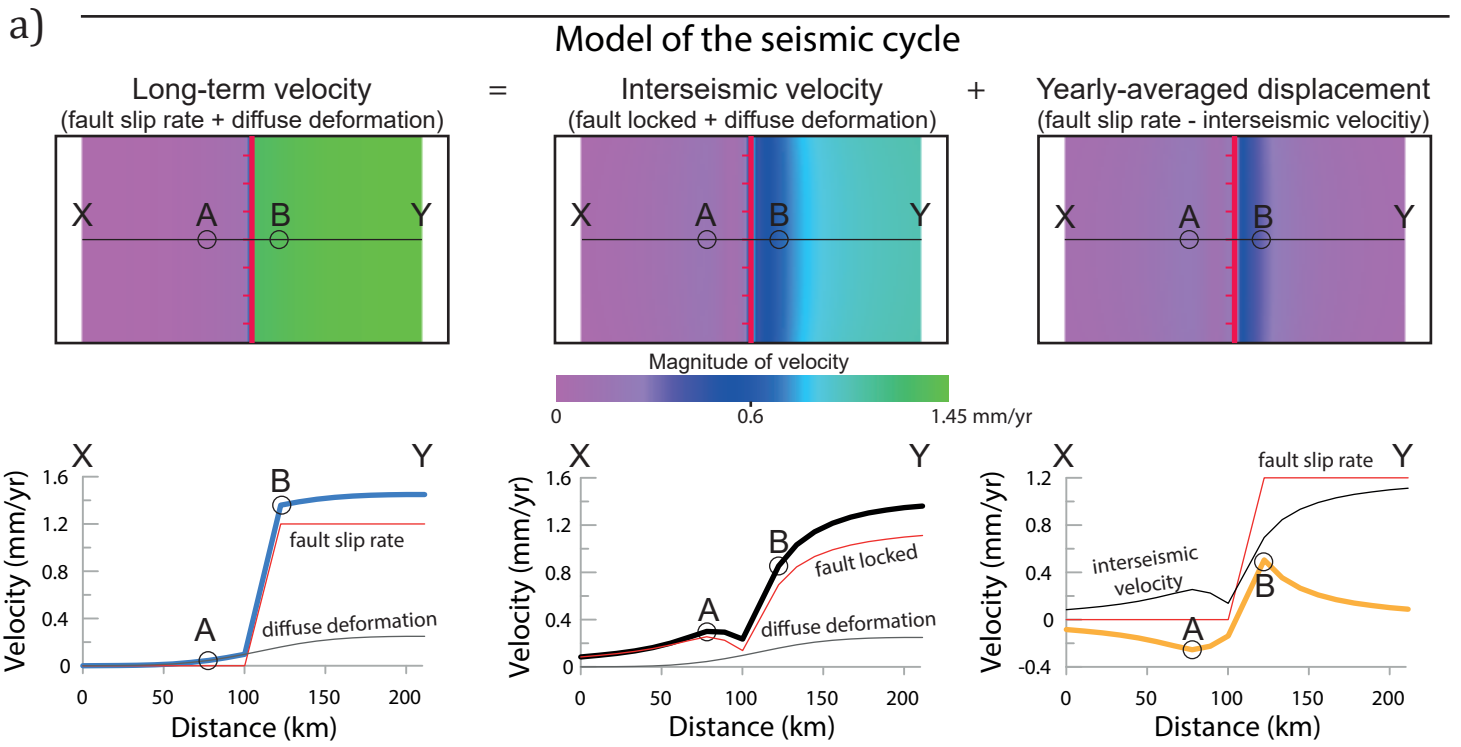 a)
Model of the seismic cycle
Long-term velocity
(fault slip rate + diffuse deformation)
=
Interseismic velocity
(fault locked + diffuse deformation)
+
Yearly-averaged displacement
(fault slip rate - interseismic velocitiy)
X A B Y
X A B Y
X A B Y
Magnitude of velocity
0 0.6 1.45 mm/yr
X Y
Velocity (mm/yr)
1.6
1.2
0.8
0.4
0
B
fault slip rate
A
diffuse deformation
0 50 100 150 200
Distance (km)
X Y
Velocity (mm/yr)
1.6
1.2
0.8
0.4
0
B
fault locked
A
diffuse deformation
0 50 100 150 200
Distance (km)
X Y
Velocity (mm/yr)
1.2
0.8
0.4
0
-0.4
fault slip rate
interseismic
velocity
B
A
0 50 100 150 200
Distance (km)